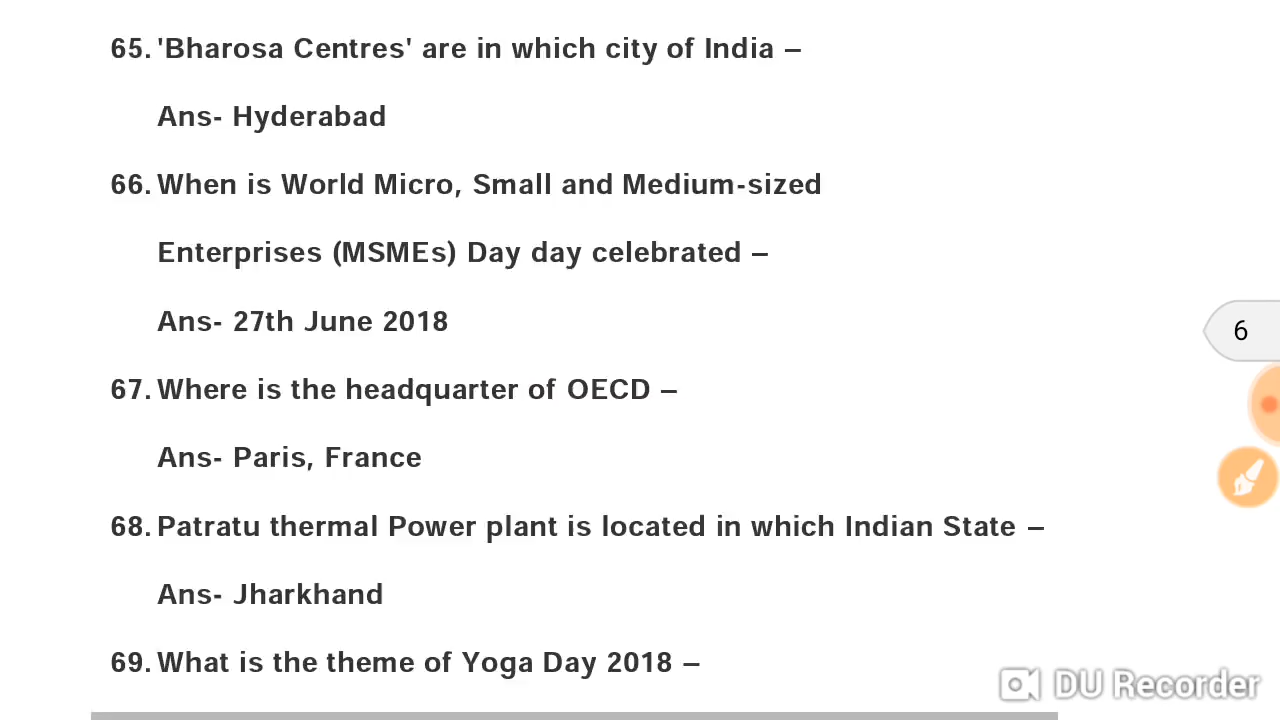 65. 'Bharosa Centres' are in which city of India –
Ans- Hyderabad
66. When is World Micro, Small and Medium-sized
Enterprises (MSMEs) Day day celebrated –
Ans- 27th June 2018
67. Where is the headquarter of OECD –
Ans- Paris, France
6
68. Patratu thermal Power plant is located in which Indian State –
Ans- Jharkhand
69. What is the theme of Yoga Day 2018 –
DU Recorder